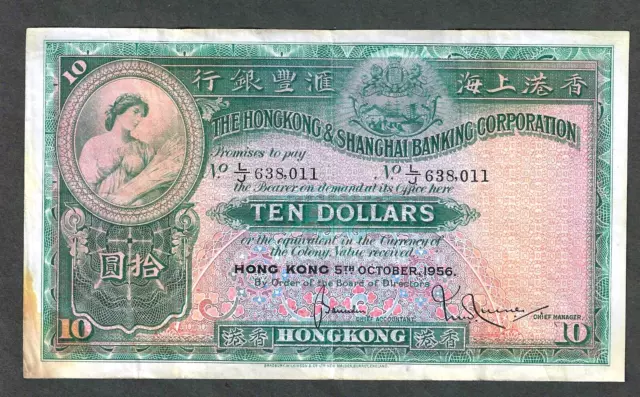 10
行銀豐滙 海上港香
THE HONGKONG & SHANGHAI BANKING CORPORATION
Promises to pay
No L/J 638,011 No L/J 638,011
the Bearer on demand at its Office here
TEN DOLLARS
or the equivalent in the Currency of
the Colony, Value received.
圓拾
HONG KONG 5TH OCTOBER, 1956.
By Order of the Board of Directors
CHIEF ACCOUNTANT. CHIEF MANAGER.
10 港香 HONGKONG 港香 10